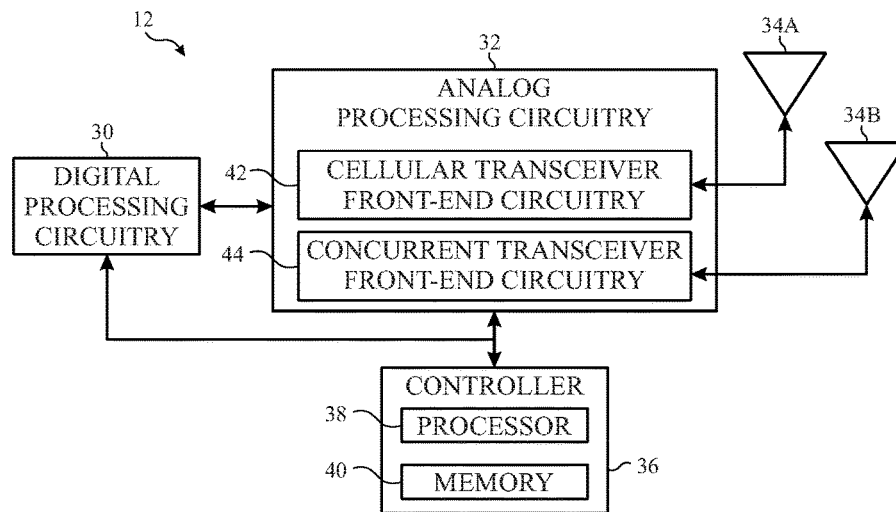 12
32
34A
34B
ANALOG
PROCESSING CIRCUITRY
30
DIGITAL
PROCESSING
CIRCUITRY
42
CELLULAR TRANSCEIVER
FRONT-END CIRCUITRY
44
CONCURRENT TRANSCEIVER
FRONT-END CIRCUITRY
CONTROLLER
38
PROCESSOR
40
MEMORY
36